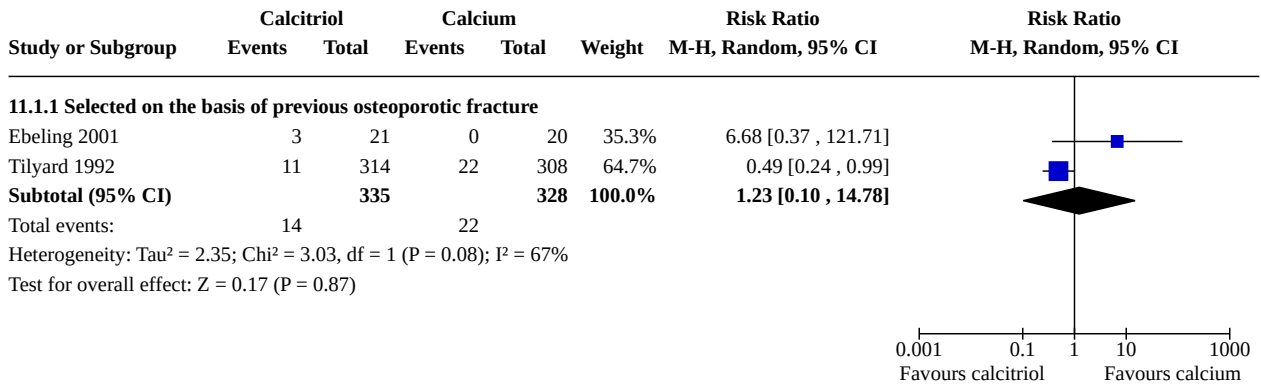 Calcitriol Calcium Risk Ratio Risk Ratio
Study or Subgroup Events Total Events Total Weight M-H, Random, 95% CI M-H, Random, 95% CI
11.1.1 Selected on the basis of previous osteoporotic fracture
Ebeling 2001 3 21 0 20 35.3% 6.68 [0.37 , 121.71]
Tilyard 1992 11 314 22 308 64.7% 0.49 [0.24 , 0.99]
Subtotal (95% CI) 335 328 100.0% 1.23 [0.10 , 14.78]
Total events: 14 22
Heterogeneity: Tau² = 2.35; Chi² = 3.03, df = 1 (P = 0.08); I² = 67%
Test for overall effect: Z = 0.17 (P = 0.87)
0.001 0.1 1 10 1000
Favours calcitriol Favours calcium